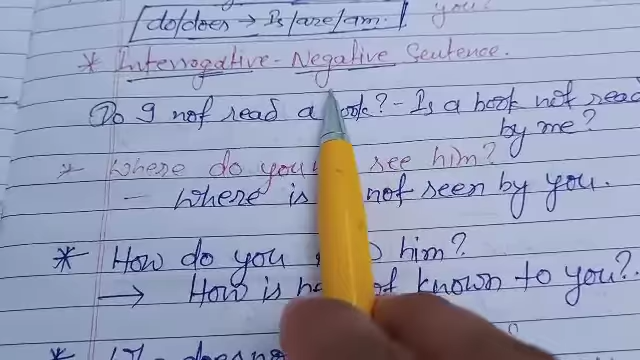 you?
[do/does → Is/are/am.]
* Interrogative - Negative Sentence.
Do I not read a book? - Is a book not read
by me?
* Where do you see him?
- Where is not seen by you.
* How do you him?
→ How is not known to you?
*